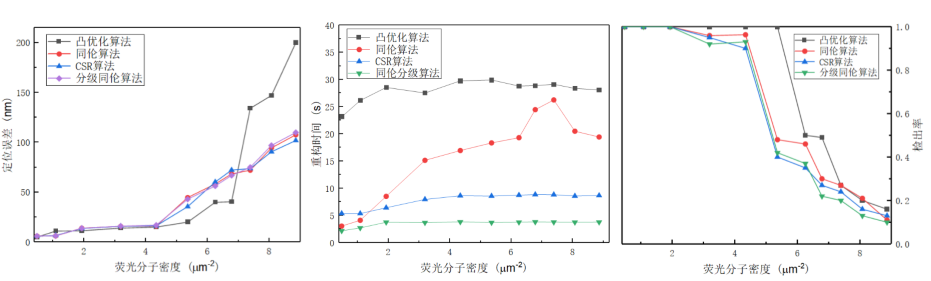 凸优化算法
同伦算法
CSR算法
分级同伦算法
200
150
100
50
0
2
4
6
8
定位误差 (nm)
荧光分子密度 (μm-2)
凸优化算法
同伦算法
CSR算法
同伦分级算法
40
35
30
25
20
15
10
5
0
2
4
6
8
重构时间 (s)
荧光分子密度 (μm-2)
凸优化算法
同伦算法
CSR算法
分级同伦算法
1.0
0.8
0.6
0.4
0.2
0.0
2
4
6
8
检出率
荧光分子密度 (μm-2)